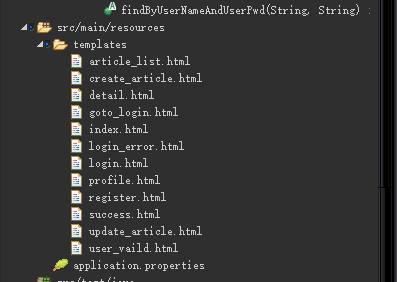 findByUserNameAndUserPwd(String, String) :
src/main/resources
templates
article_list.html
create_article.html
detail.html
goto_login.html
index.html
login_error.html
login.html
profile.html
register.html
success.html
update_article.html
user_vaild.html
application.properties